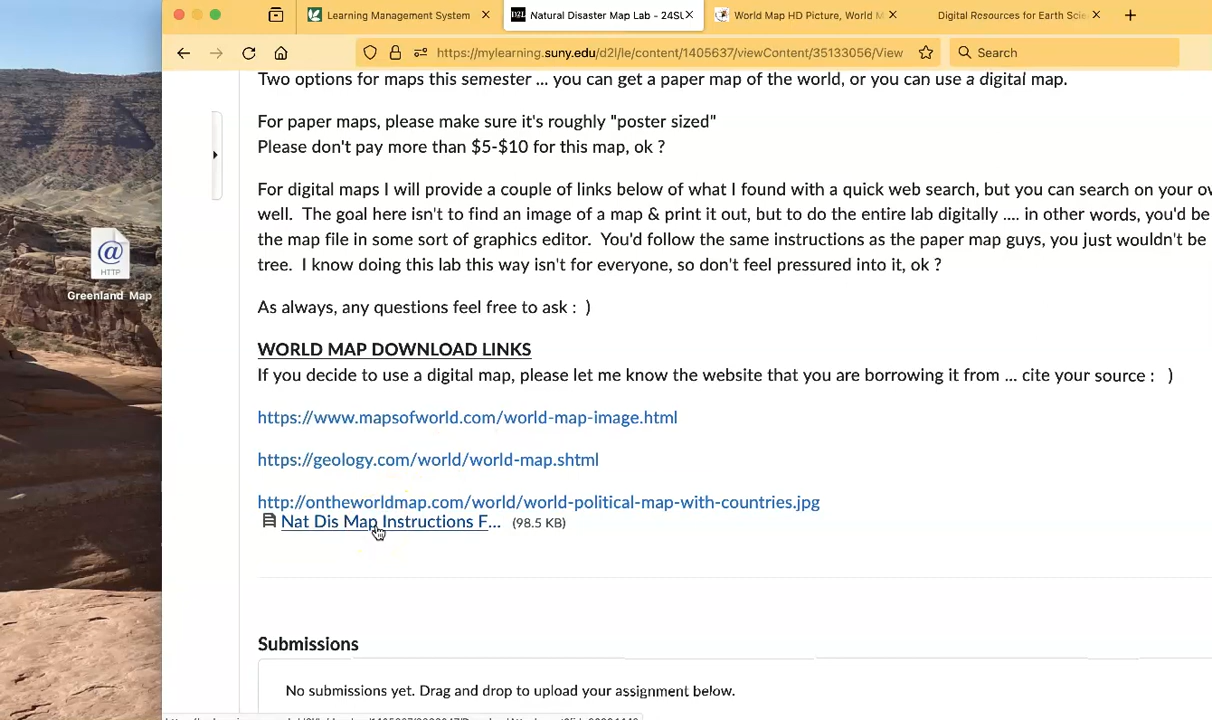 Learning Management System
Natural Disaster Map Lab - 24SU
World Map HD Picture, World M
Digital Resources for Earth Scie
https://mylearning.suny.edu/d2l/le/content/1405637/viewContent/35133056/View
Search
Two options for maps this semester ... you can get a paper map of the world, or you can use a digital map.
For paper maps, please make sure it's roughly "poster sized"
Please don't pay more than $5-$10 for this map, ok ?
For digital maps I will provide a couple of links below of what I found with a quick web search, but you can search on your ow
well. The goal here isn't to find an image of a map & print it out, but to do the entire lab digitally .... in other words, you'd be
the map file in some sort of graphics editor. You'd follow the same instructions as the paper map guys, you just wouldn't be
tree. I know doing this lab this way isn't for everyone, so don't feel pressured into it, ok ?
@
HTTP
Greenland Map
As always, any questions feel free to ask : )
WORLD MAP DOWNLOAD LINKS
If you decide to use a digital map, please let me know the website that you are borrowing it from ... cite your source : )
https://www.mapsofworld.com/world-map-image.html
https://geology.com/world/world-map.shtml
http://ontheworldmap.com/world/world-political-map-with-countries.jpg
Nat Dis Map Instructions F... (98.5 KB)
Submissions
No submissions yet. Drag and drop to upload your assignment below.